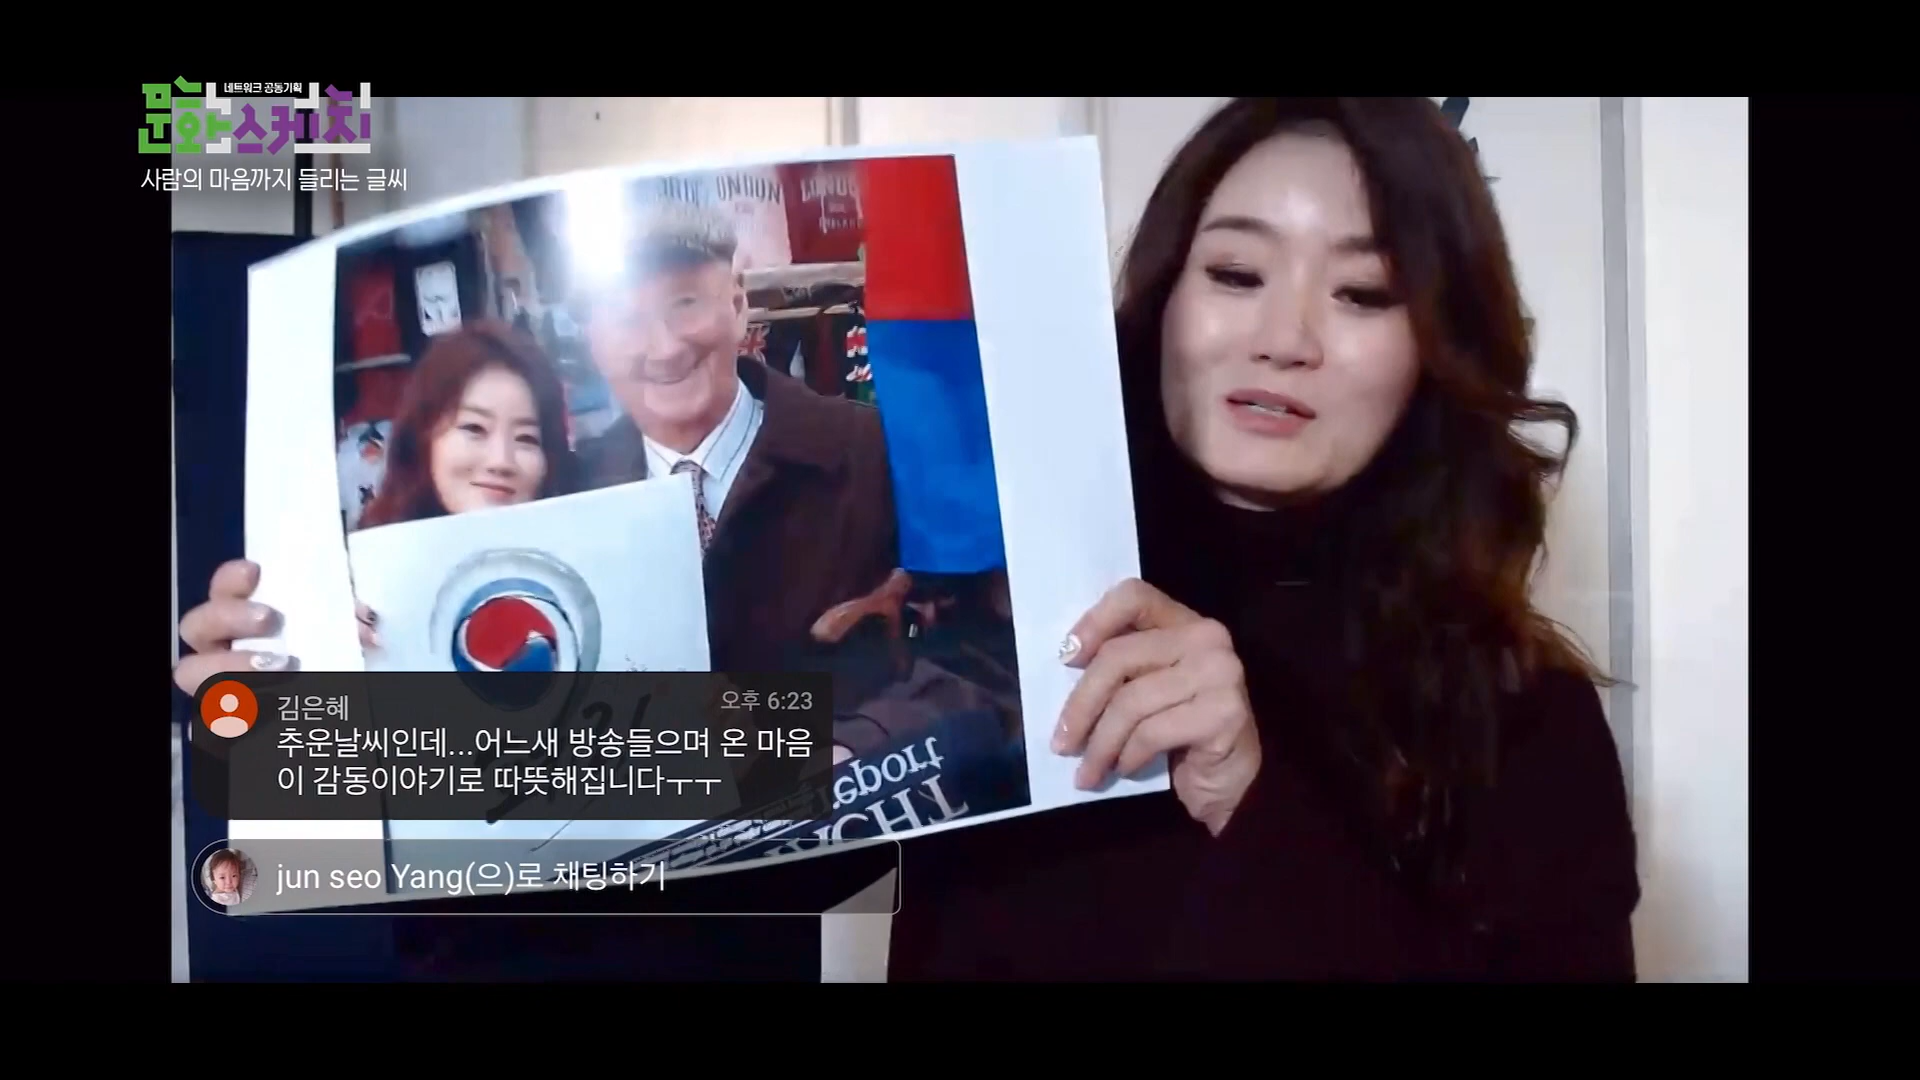 네트워크 공동기획
문화스케치
사람의 마음까지 들리는 글씨
LONDON
김은혜
오후 6:23
추운날씨인데...어느새 방송들으며 온 마음
이 감동이야기로 따뜻해집니다ㅜㅜ
jun seo Yang(으)로 채팅하기